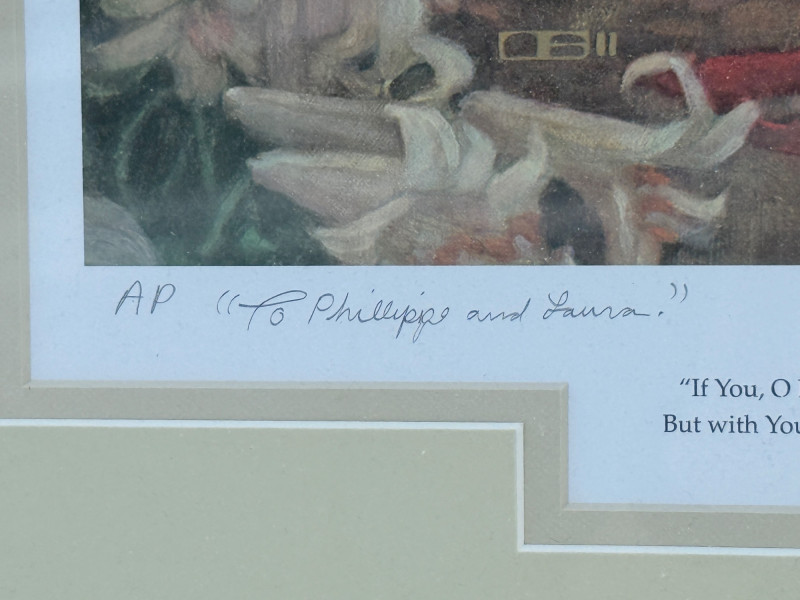 AP "To Phillippe and Laura."
"If You, O
But with You